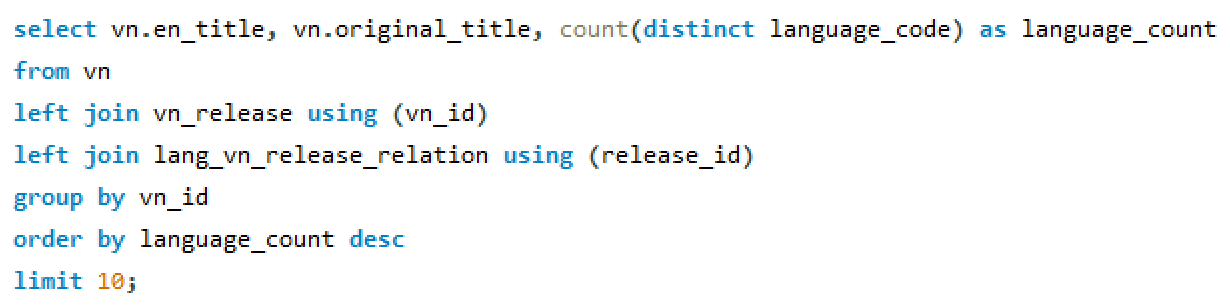 select vn.en_title, vn.original_title, count(distinct language_code) as language_count
from vn
left join vn_release using (vn_id)
left join lang_vn_release_relation using (release_id)
group by vn_id
order by language_count desc
limit 10;